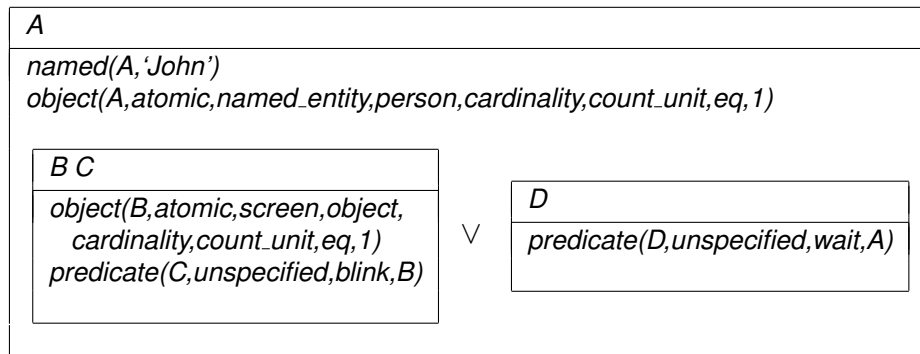 A
named(A,‘John’)
object(A,atomic,named_entity,person,cardinality,count_unit,eq,1)
B C
object(B,atomic,screen,object,
cardinality,count_unit,eq,1)
predicate(C,unspecified,blink,B)
∨
D
predicate(D,unspecified,wait,A)